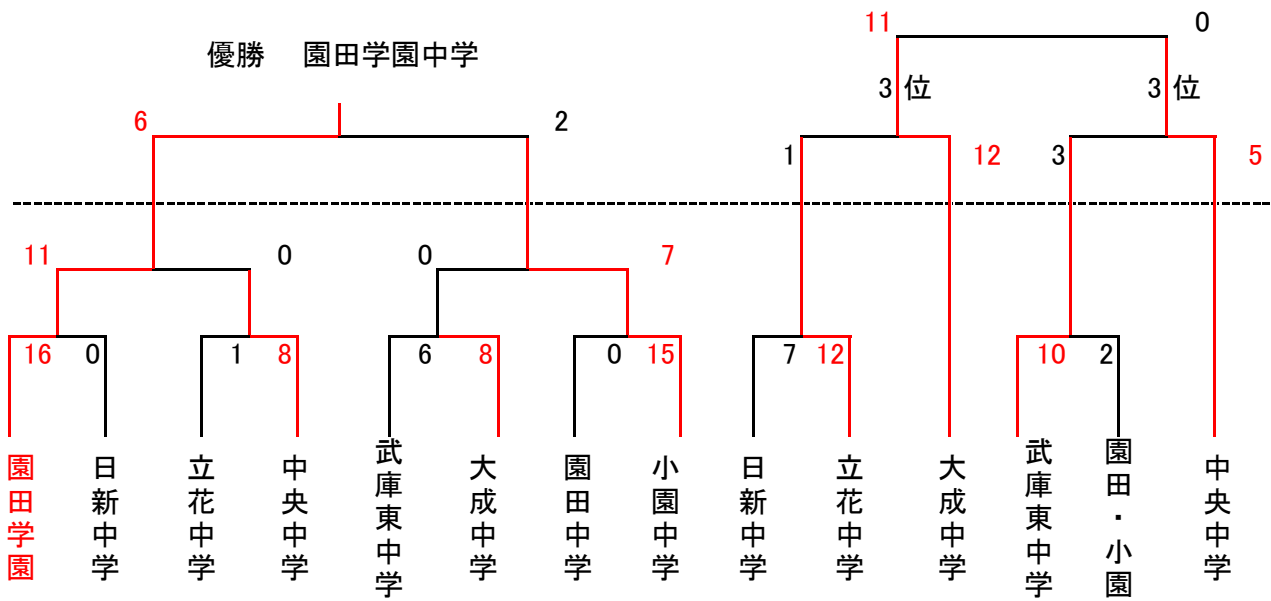 11 0
優勝 園田学園中学
3位 3位
6 2
1 12 3 5
11 0 0 7
16 0 1 8 6 8 0 15 7 12 10 2
園田学園
日新中学
立花中学
中央中学
武庫東中学
大成中学
園田中学
小園中学
日新中学
立花中学
大成中学
武庫東中学
園田・小園
中央中学